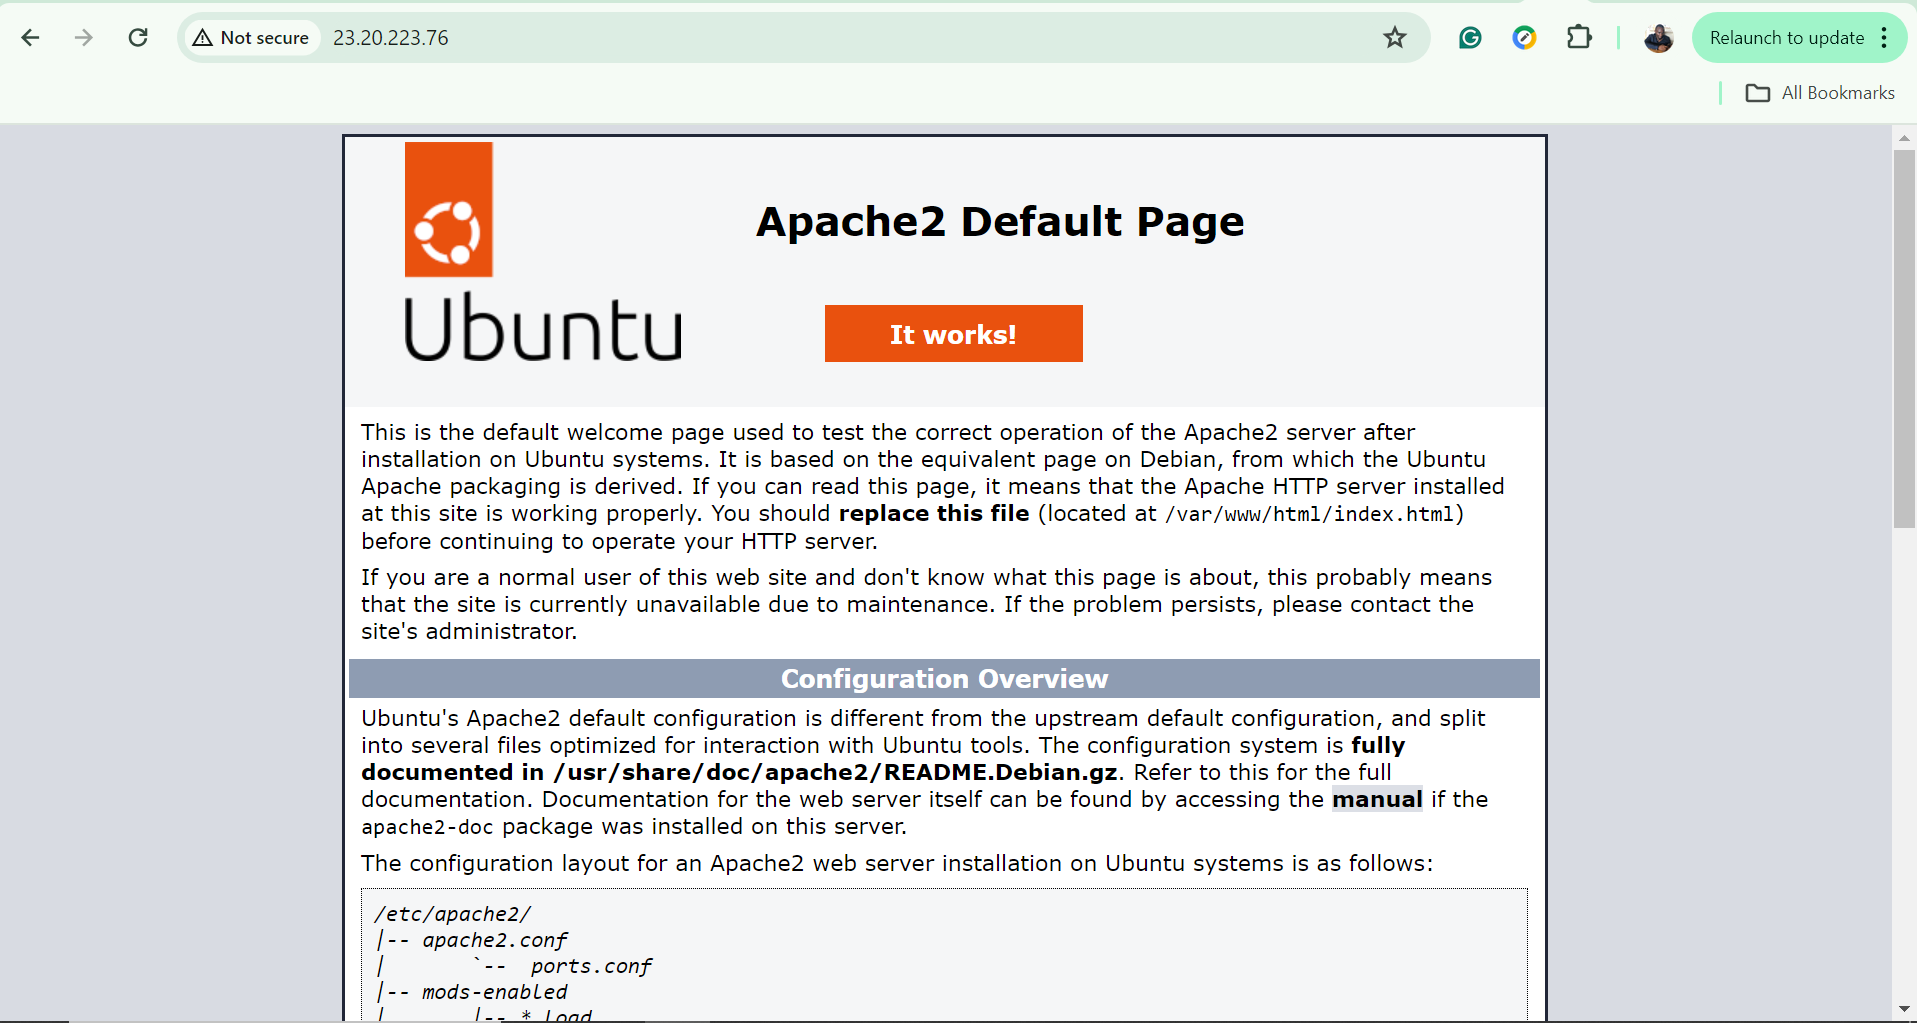 Not secure 23.20.223.76
Relaunch to update
All Bookmarks
Ubuntu
Apache2 Default Page
It works!
This is the default welcome page used to test the correct operation of the Apache2 server after
installation on Ubuntu systems. It is based on the equivalent page on Debian, from which the Ubuntu
Apache packaging is derived. If you can read this page, it means that the Apache HTTP server installed
at this site is working properly. You should replace this file (located at /var/www/html/index.html)
before continuing to operate your HTTP server.
If you are a normal user of this web site and don't know what this page is about, this probably means
that the site is currently unavailable due to maintenance. If the problem persists, please contact the
site's administrator.
Configuration Overview
Ubuntu's Apache2 default configuration is different from the upstream default configuration, and split
into several files optimized for interaction with Ubuntu tools. The configuration system is fully
documented in /usr/share/doc/apache2/README.Debian.gz. Refer to this for the full
documentation. Documentation for the web server itself can be found by accessing the manual if the
apache2-doc package was installed on this server.
The configuration layout for an Apache2 web server installation on Ubuntu systems is as follows:
/etc/apache2/
|-- apache2.conf
|       `--  ports.conf
|-- mods-enabled
|       |-- *.load